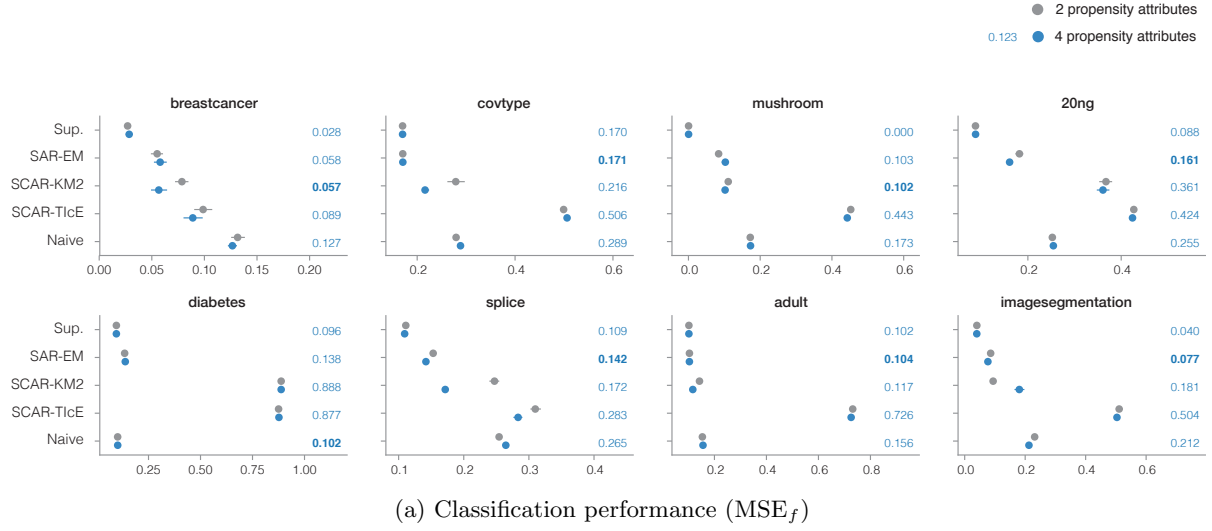 2 propensity attributes
0.123 4 propensity attributes
breastcancer covtype mushroom 20ng
Sup. 0.028 0.170 0.000 0.088
SAR-EM 0.058 0.171 0.103 0.161
SCAR-KM2 0.057 0.216 0.102 0.361
SCAR-TIcE 0.089 0.506 0.443 0.424
Naive 0.127 0.289 0.173 0.255
0.00 0.05 0.10 0.15 0.20 0.2 0.4 0.6 0.0 0.2 0.4 0.6 0.2 0.4
diabetes splice adult imagesegmentation
Sup. 0.096 0.109 0.102 0.040
SAR-EM 0.138 0.142 0.104 0.077
SCAR-KM2 0.888 0.172 0.117 0.181
SCAR-TIcE 0.877 0.283 0.726 0.504
Naive 0.102 0.265 0.156 0.212
0.25 0.50 0.75 1.00 0.1 0.2 0.3 0.4 0.2 0.4 0.6 0.8 0.0 0.2 0.4 0.6
(a) Classification performance (MSE_f)